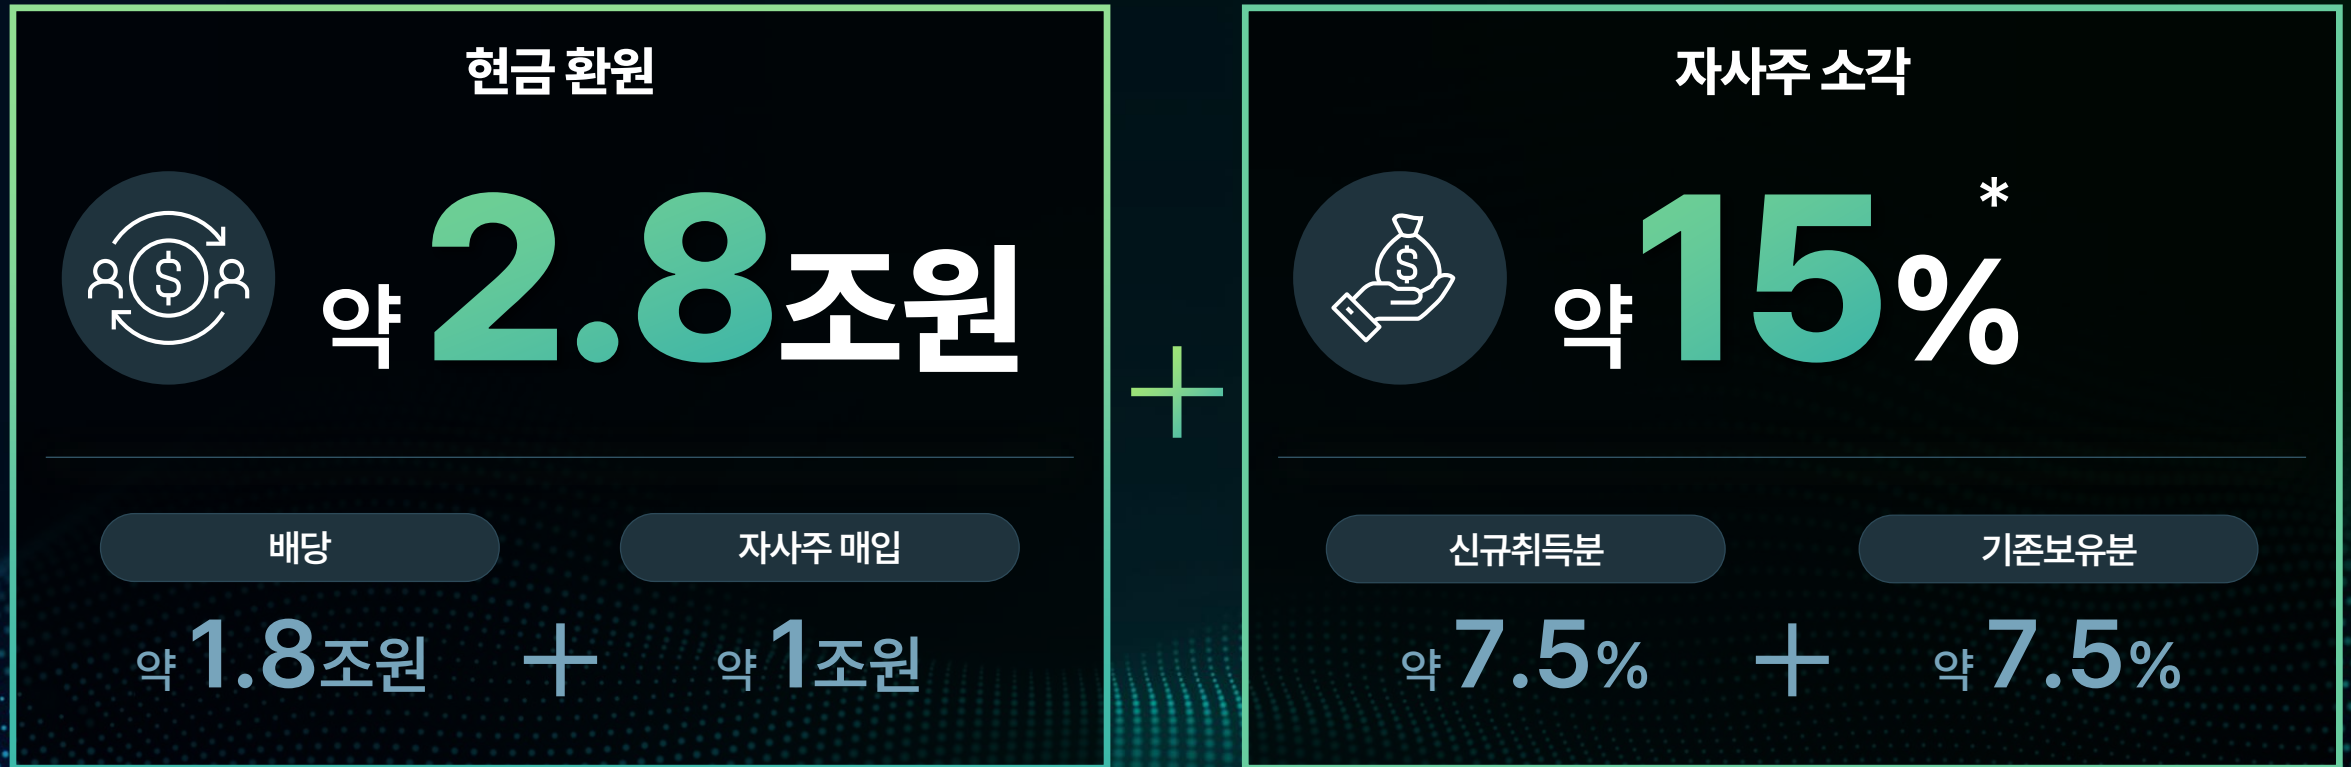 현금 환원
약 2.8조원
배당
자사주 매입
약 1.8조원 + 약 1조원
+
자사주 소각
약 15%*
신규취득분
기존보유분
약 7.5% + 약 7.5%